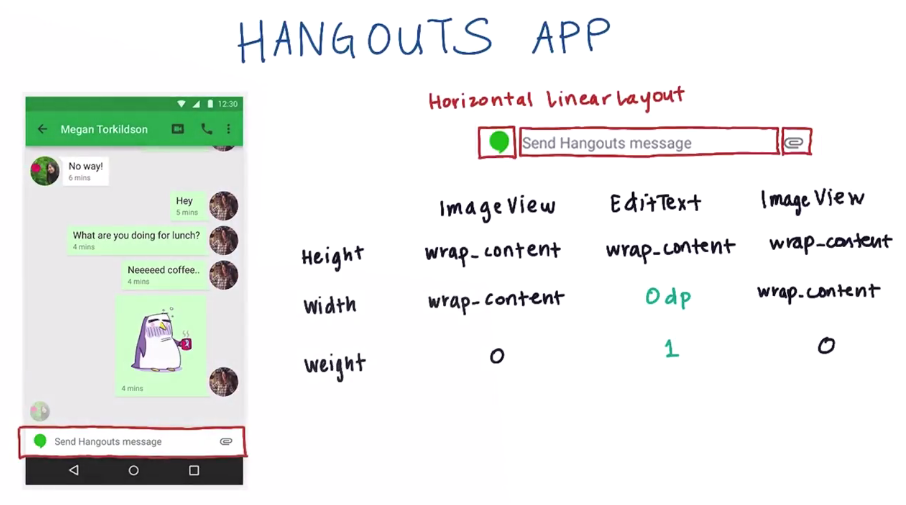 HANGOUTS APP
12:30
Megan Torkildson
No way!
6 mins
Hey
5 mins
What are you doing for lunch?
4 mins
Neeeeed coffee..
4 mins
4 mins
Send Hangouts message
Horizontal LinearLayout
Send Hangouts message
ImageView EditText ImageView
Height wrap_content wrap_content wrap_content
Width wrap_content 0dp wrap_content
Weight 0 1 0